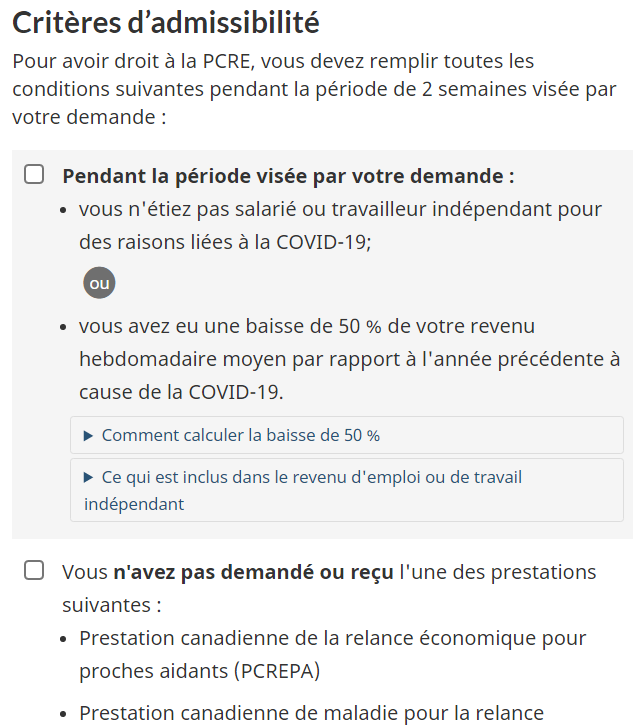 Critères d’admissibilité
Pour avoir droit à la PCRE, vous devez remplir toutes les
conditions suivantes pendant la période de 2 semaines visée par
votre demande :
Pendant la période visée par votre demande :
• vous n'étiez pas salarié ou travailleur indépendant pour
des raisons liées à la COVID-19;
ou
• vous avez eu une baisse de 50 % de votre revenu
hebdomadaire moyen par rapport à l'année précédente à
cause de la COVID-19.
Comment calculer la baisse de 50 %
Ce qui est inclus dans le revenu d'emploi ou de travail
indépendant
Vous n'avez pas demandé ou reçu l'une des prestations
suivantes :
• Prestation canadienne de la relance économique pour
proches aidants (PCREPA)
• Prestation canadienne de maladie pour la relance